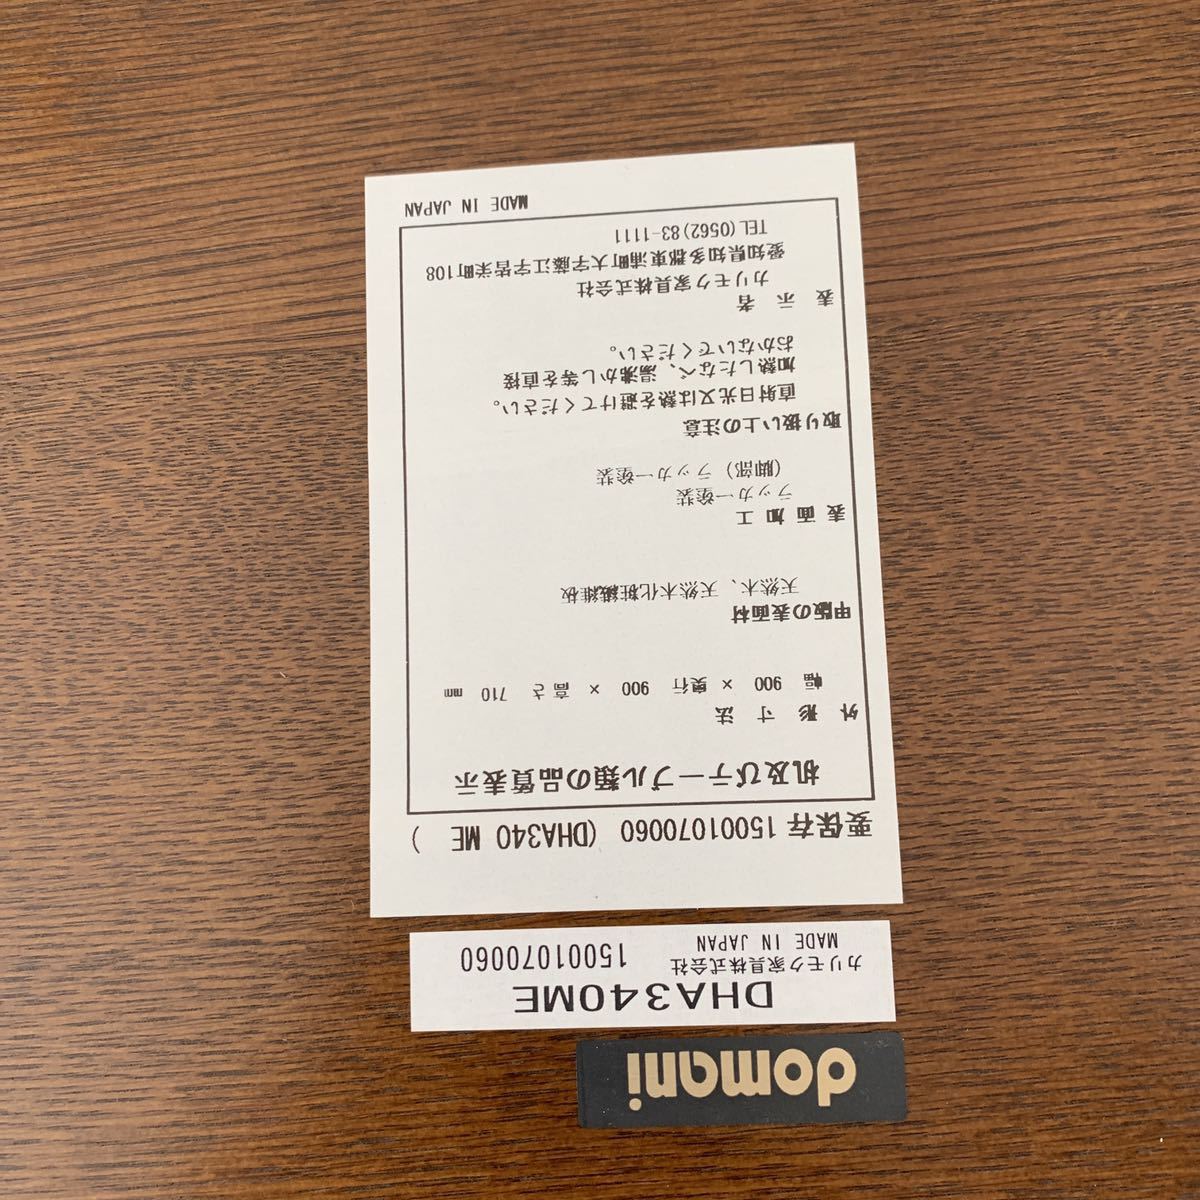 domani
DHA340ME
カリモク家具株式会社 15001070060
MADE IN JAPAN
要保存 15001070060 (DHA340 ME )
机及びテーブル類の品質表示
外形寸法
幅 900 × 奥行 900 × 高さ 710 mm
甲版の表面材
天然木、天然木化粧繊維板
表面加工
ラッカー塗装
(脚部) ラッカー塗装
取り扱い上の注意
直射日光又は熱を避けてください。
加熱したなべ、湯沸かし等を直接
おかないでください。
表示者
カリモク家具株式会社
愛知県知多郡東浦町大字藤江字皆栄町108
TEL(0562)83-1111
MADE IN JAPAN